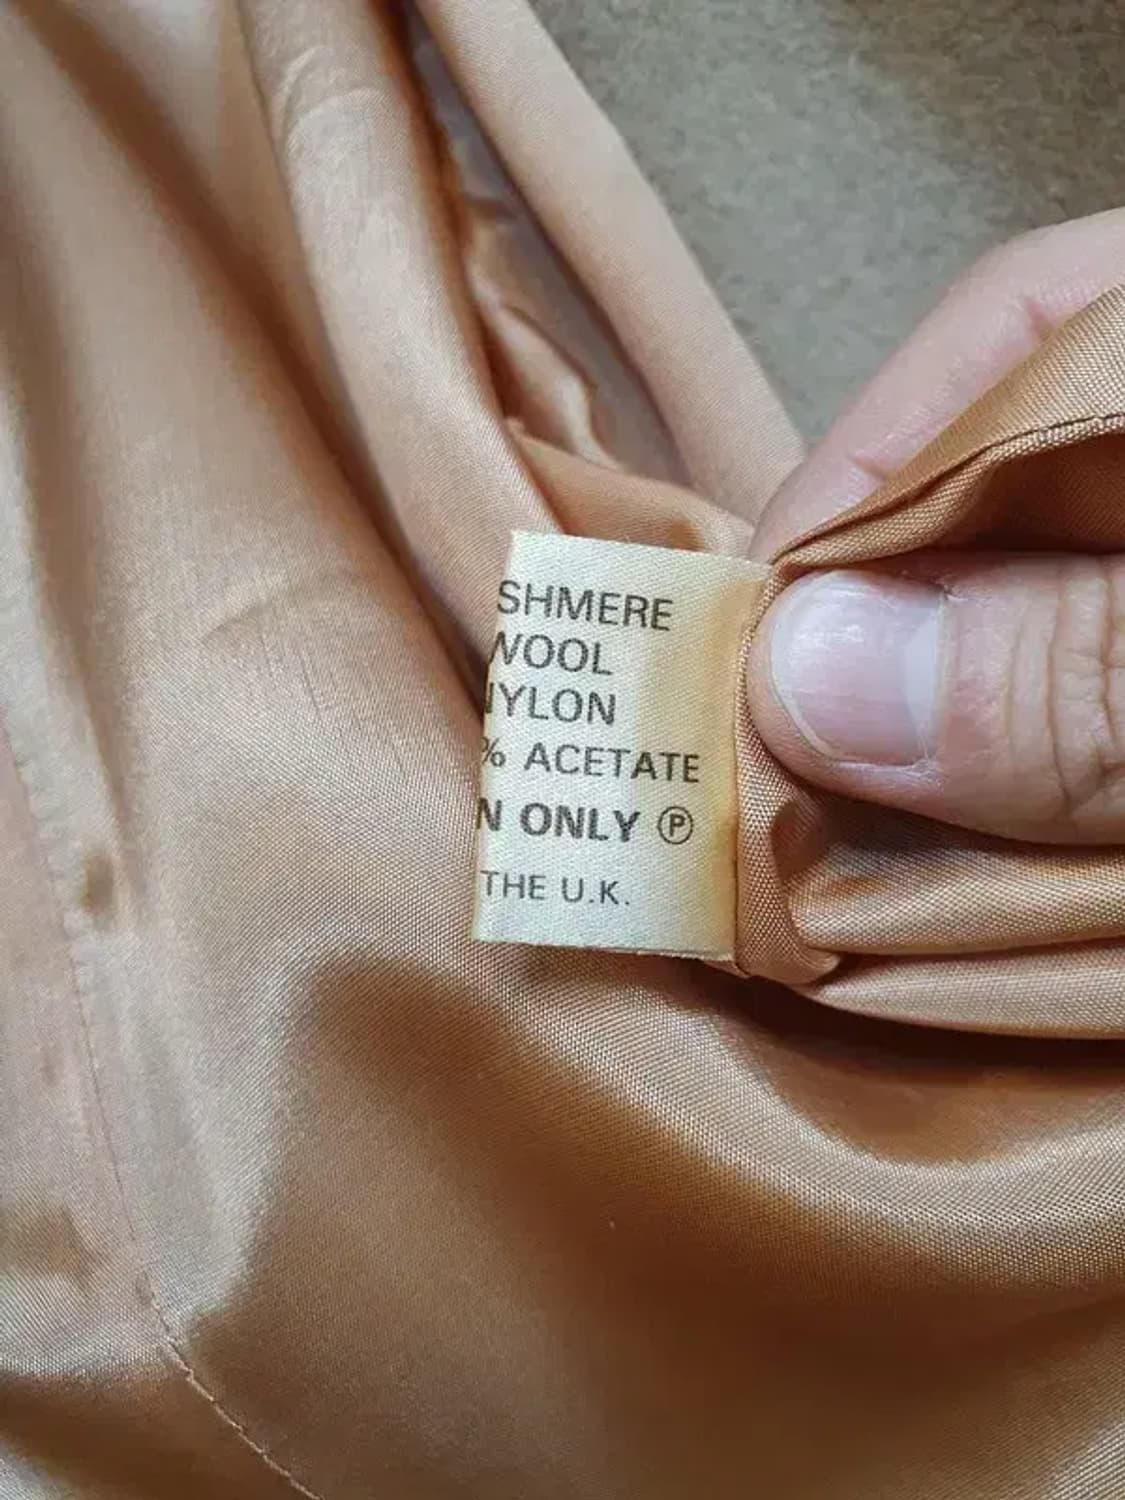 SHMERE
WOOL
NYLON
% ACETATE
N ONLY Ⓟ
THE U.K.